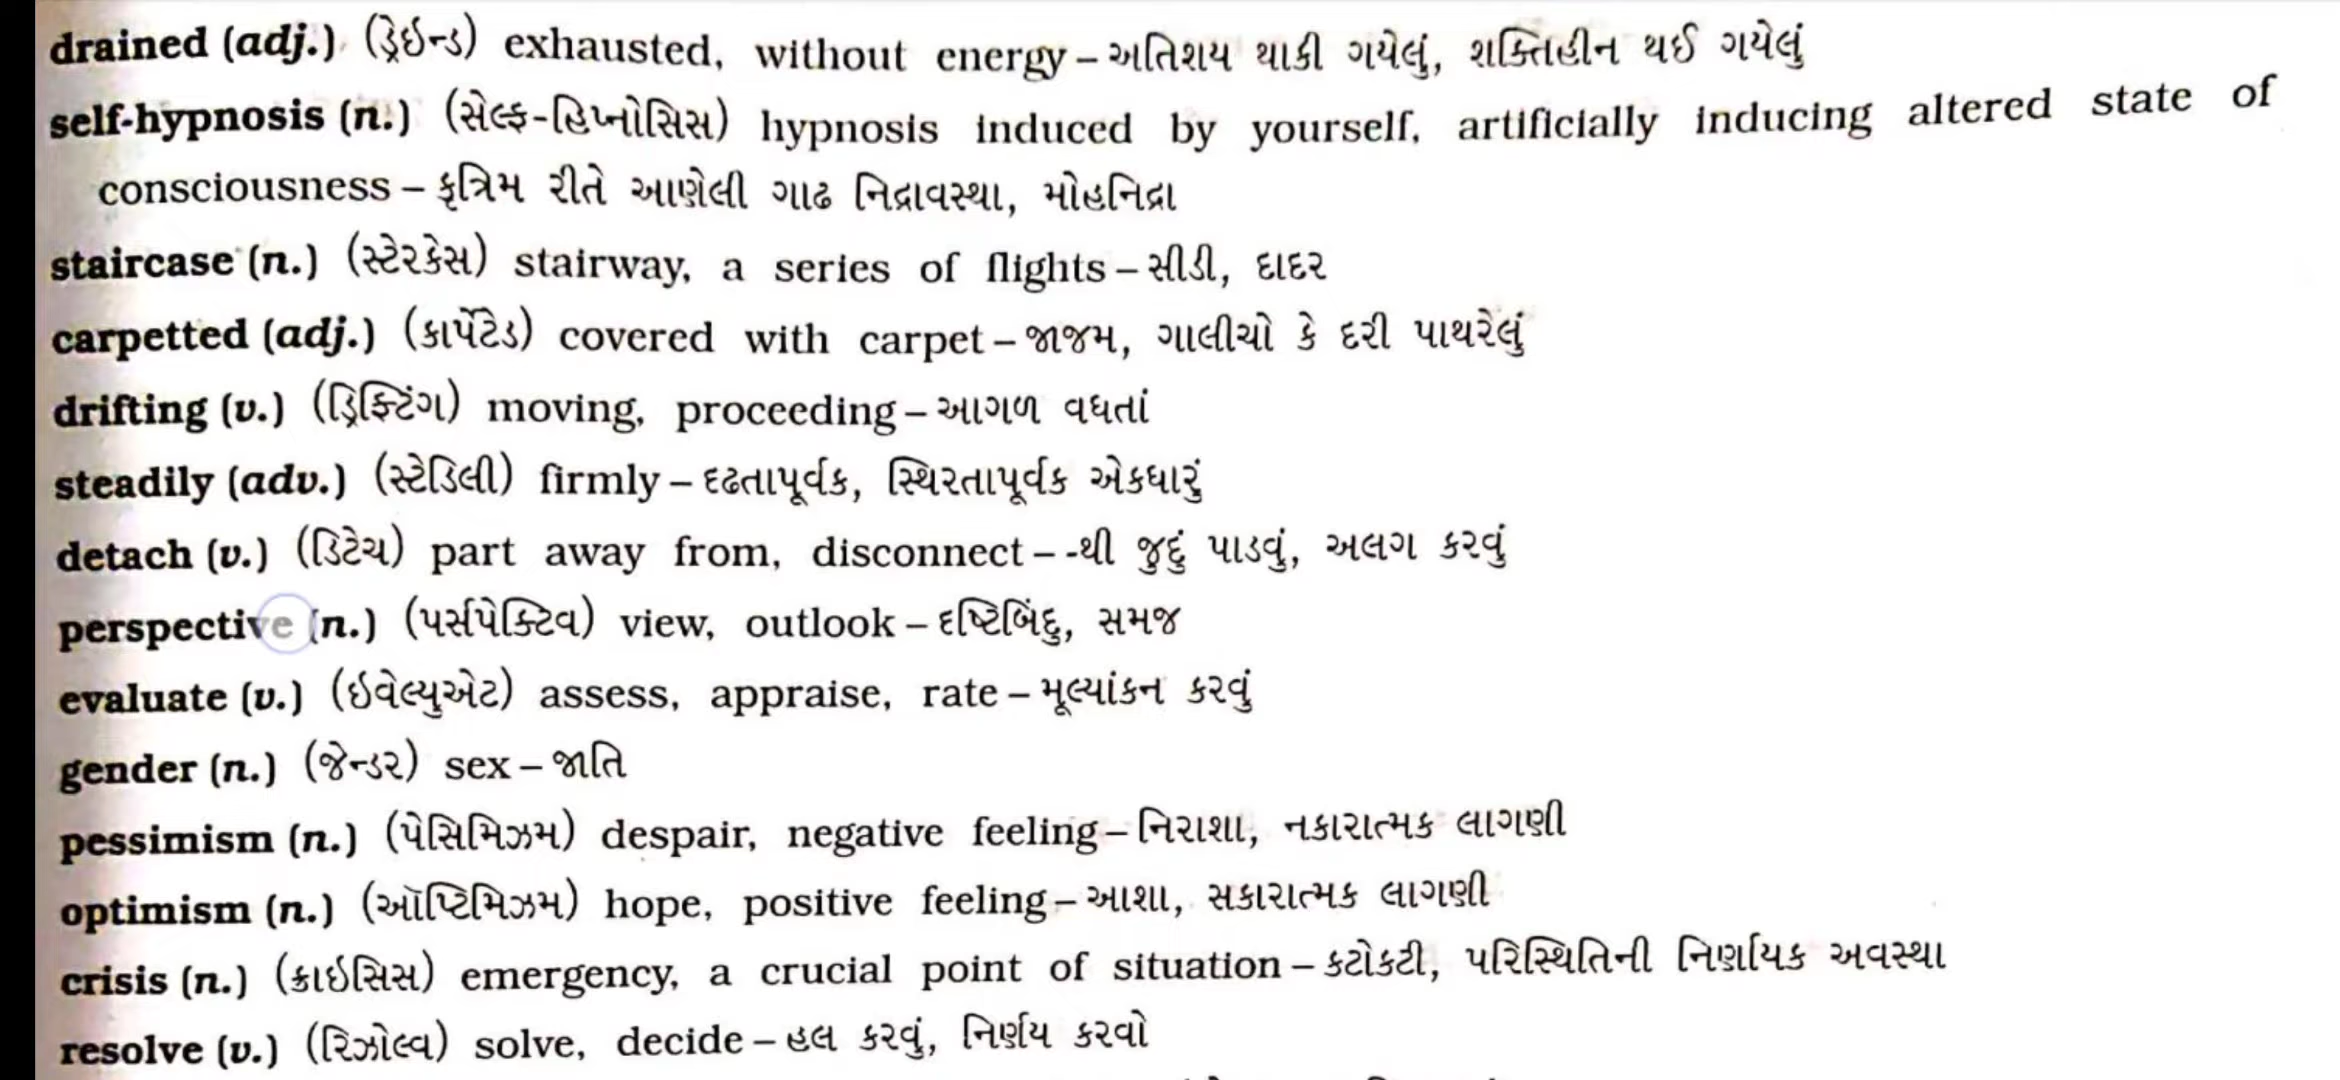 drained (adj.) (ડ્રેઈન્ડ) exhausted, without energy – અતિશય થાકી ગયેલું, શક્તિહીન થઈ ગયેલું
self-hypnosis (n.) (સેલ્ફ-હિપ્નોસિસ) hypnosis induced by yourself, artificially inducing altered state of
consciousness – કૃત્રિમ રીતે આણેલી ગાઢ નિદ્રાવસ્થા, મોહનિદ્રા
staircase (n.) (સ્ટેરકેસ) stairway, a series of flights – સીડી, દાદર
carpetted (adj.) (કાર્પેટેડ) covered with carpet – જાજમ, ગાલીચો કે દરી પાથરેલું
drifting (v.) (ડ્રિફ્ટિંગ) moving, proceeding – આગળ વધતાં
steadily (adv.) (સ્ટેડિલી) firmly – દઢતાપૂર્વક, સ્થિરતાપૂર્વક એકધારું
detach (v.) (ડિટેચ) part away from, disconnect – -થી જુદું પાડવું, અલગ કરવું
perspective (n.) (પર્સપેક્ટિવ) view, outlook – દષ્ટિબિંદુ, સમજ
evaluate (v.) (ઇવેલ્યુએટ) assess, appraise, rate – મૂલ્યાંકન કરવું
gender (n.) (જેન્ડર) sex – જાતિ
pessimism (n.) (પેસિમિઝમ) despair, negative feeling – નિરાશા, નકારાત્મક લાગણી
optimism (n.) (ઑપ્ટિમિઝમ) hope, positive feeling – આશા, સકારાત્મક લાગણી
crisis (n.) (ક્રાઇસિસ) emergency, a crucial point of situation – કટોકટી, પરિસ્થિતિની નિર્ણાયક અવસ્થા
resolve (v.) (રિઝોલ્વ) solve, decide – હલ કરવું, નિર્ણય કરવો